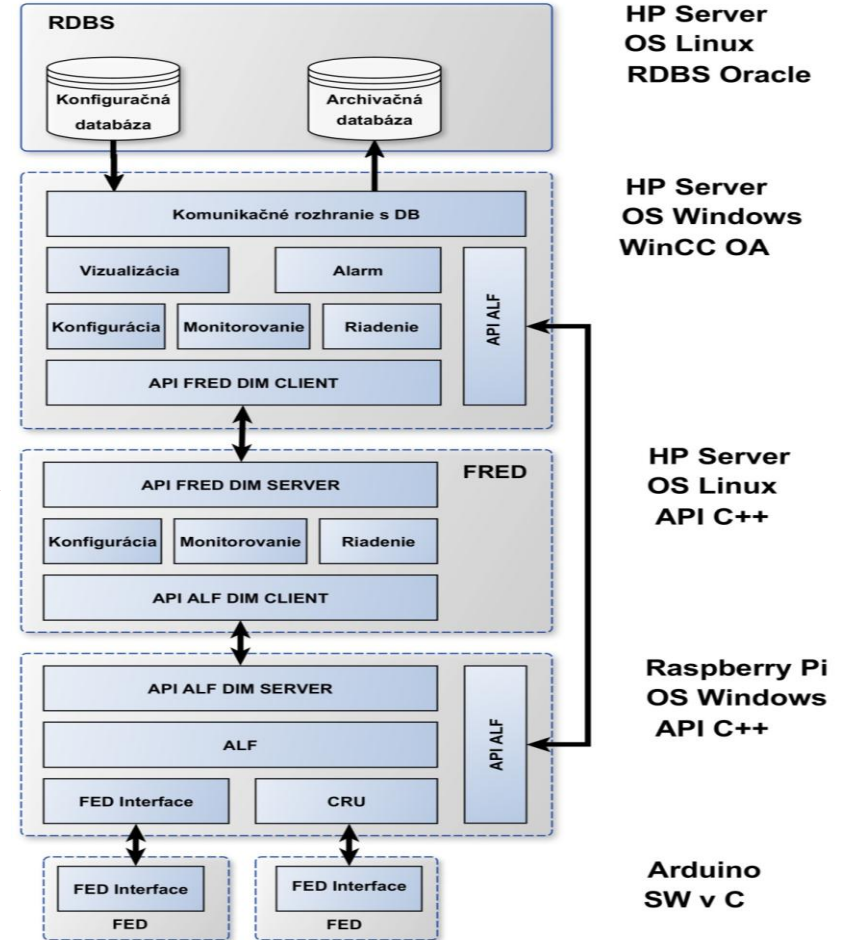 RDBS
HP Server
OS Linux
RDBS Oracle
Konfiguračná
databáza
Archivačná
databáza
HP Server
OS Windows
WinCC OA
Komunikačné rozhranie s DB
Vizualizácia
Alarm
API ALF
Konfigurácia
Monitorovanie
Riadenie
API FRED DIM CLIENT
FRED
HP Server
OS Linux
API C++
API FRED DIM SERVER
Konfigurácia
Monitorovanie
Riadenie
API ALF DIM CLIENT
Raspberry Pi
OS Windows
API C++
API ALF DIM SERVER
ALF
API ALF
FED Interface
CRU
Arduino
SW v C
FED Interface
FED
FED Interface
FED